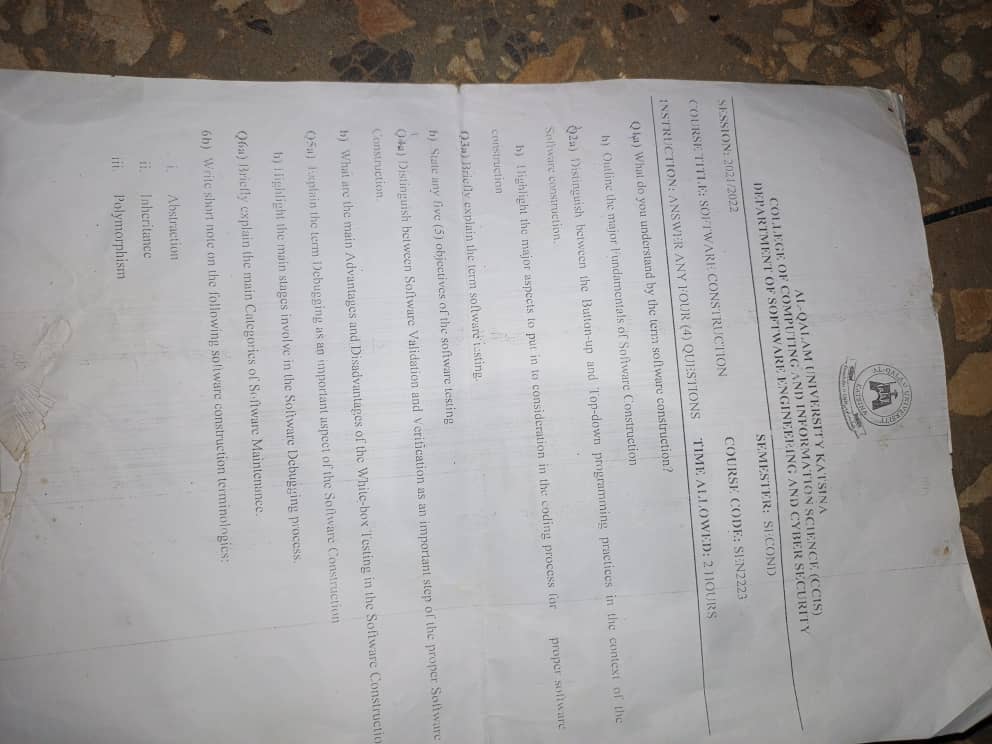 AL-QALAM UNIVERSITY
KATSINA
AL-QALAM UNIVERSITY KATSINA
COLLEGE OF COMPUTING AND INFORMATION SCIENCE (CCIS)
DEPARTMENT OF SOFTWARE ENGINEERING AND CYBER SECURITY
SESSION: 2021/2022 SEMESTER: SECOND
COURSE TITLE: SOFTWARE CONSTRUCTION COURSE CODE: SEN2223
INSTRUCTION: ANSWER ANY FOUR (4) QUESTIONS TIME ALLOWED: 2 HOURS
Q1a) What do you understand by the term software construction?
b) Outline the major Fundamentals of Software Construction
Q2a) Distinguish between the Button-up and Top-down programming practices in the context of the
Software construction.
b) Highlight the major aspects to put in to consideration in the coding process for proper software
construction
Q3a) Briefly explain the term software testing.
b) State any five (5) objectives of the software testing
Q4a) Distinguish between Software Validation and Verification as an important step of the proper Software
Construction.
b) What are the main Advantages and Disadvantages of the White-box Testing in the Software Constructio
Q5a) Explain the term Debugging as an important aspect of the Software Construction
b) Highlight the main stages involve in the Software Debugging process.
Q6a) Briefly explain the main Categories of Software Maintenance.
6b) Write short note on the following software construction terminologies:
i. Abstraction
ii. Inheritance
iii. Polymorphism